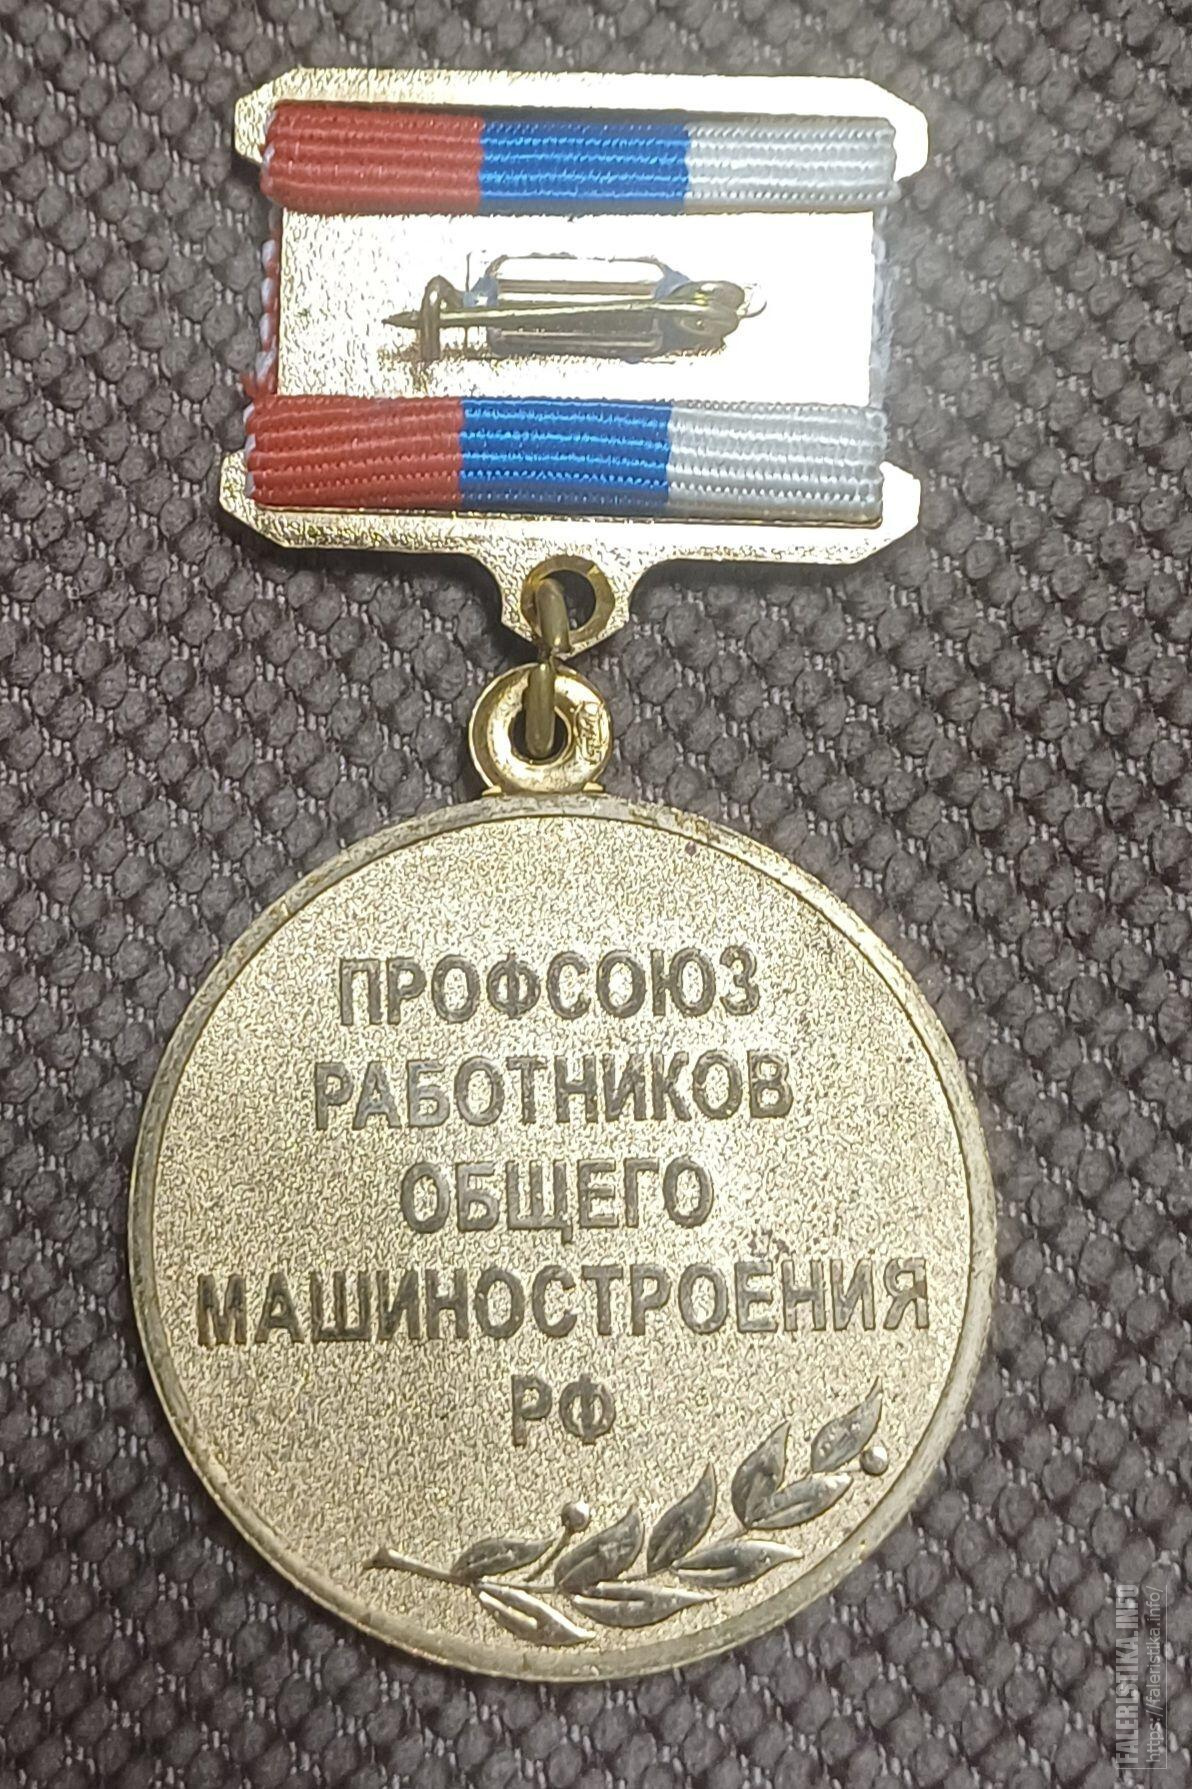 ПРОФСОЮЗ
РАБОТНИКОВ
ОБЩЕГО
МАШИНОСТРОЕНИЯ
РФ
FALERISTIKA.INFO
https://faleristika.info/